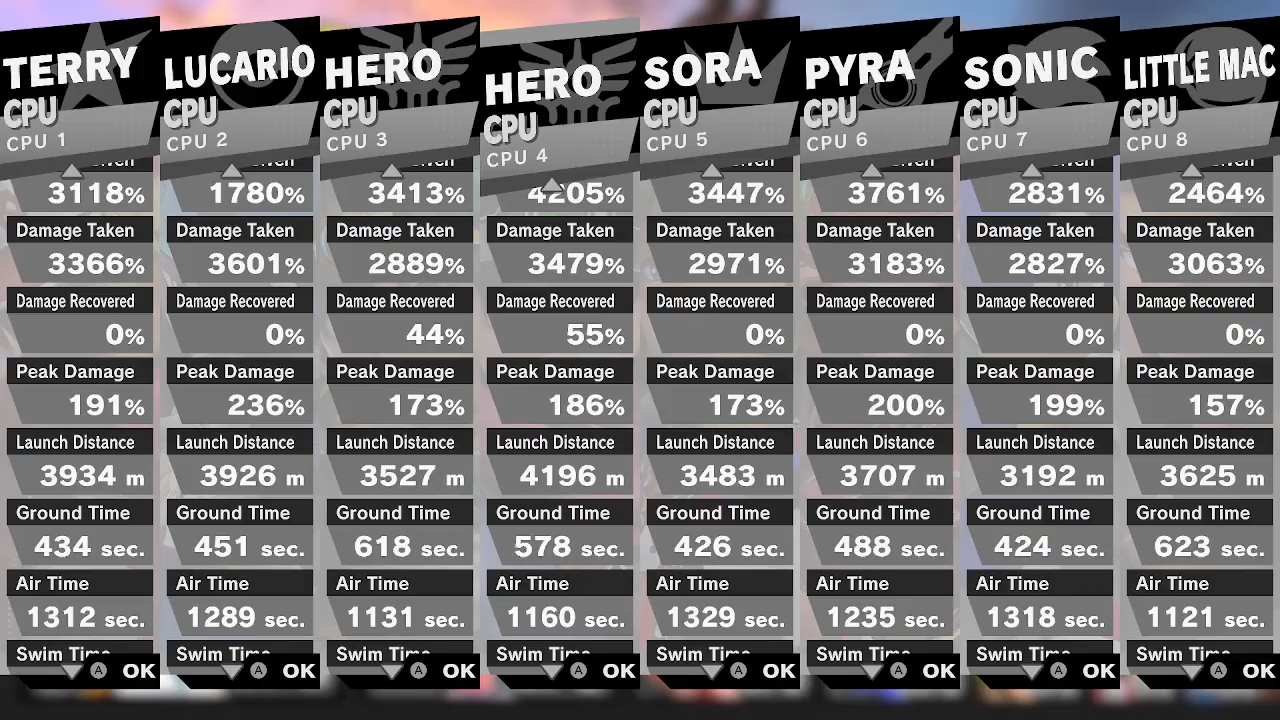 TERRY LUCARIO HERO HERO SORA PYRA SONIC LITTLE MAC
CPU CPU CPU CPU CPU CPU CPU CPU
CPU 1 CPU 2 CPU 3 CPU 4 CPU 5 CPU 6 CPU 7 CPU 8
3118% 1780% 3413% 4205% 3447% 3761% 2831% 2464%
Damage Taken Damage Taken Damage Taken Damage Taken Damage Taken Damage Taken Damage Taken Damage Taken
3366% 3601% 2889% 3479% 2971% 3183% 2827% 3063%
Damage Recovered Damage Recovered Damage Recovered Damage Recovered Damage Recovered Damage Recovered Damage Recovered Damage Recovered
0% 0% 44% 55% 0% 0% 0% 0%
Peak Damage Peak Damage Peak Damage Peak Damage Peak Damage Peak Damage Peak Damage Peak Damage
191% 236% 173% 186% 173% 200% 199% 157%
Launch Distance Launch Distance Launch Distance Launch Distance Launch Distance Launch Distance Launch Distance Launch Distance
3934 m 3926 m 3527 m 4196 m 3483 m 3707 m 3192 m 3625 m
Ground Time Ground Time Ground Time Ground Time Ground Time Ground Time Ground Time Ground Time
434 sec. 451 sec. 618 sec. 578 sec. 426 sec. 488 sec. 424 sec. 623 sec.
Air Time Air Time Air Time Air Time Air Time Air Time Air Time Air Time
1312 sec. 1289 sec. 1131 sec. 1160 sec. 1329 sec. 1235 sec. 1318 sec. 1121 sec.
Swim Time Swim Time Swim Time Swim Time Swim Time Swim Time Swim Time Swim Time
A OK A OK A OK A OK A OK A OK A OK A OK